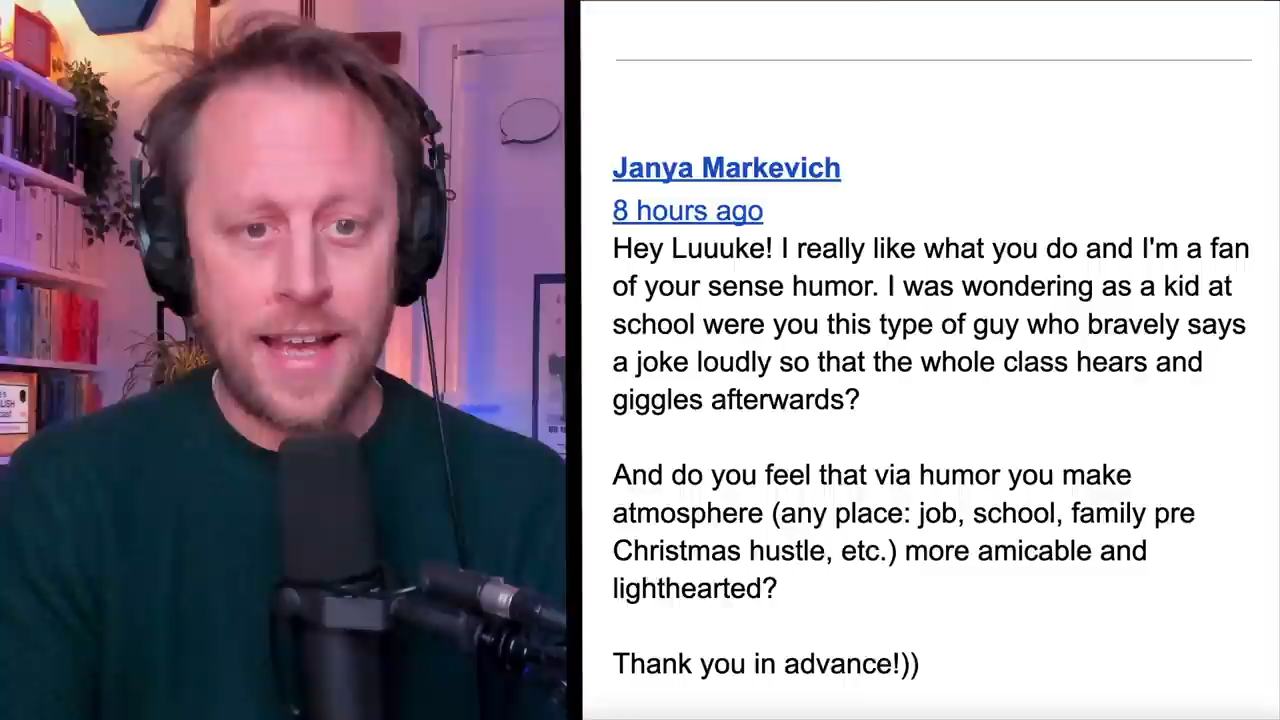 Janya Markevich
8 hours ago
Hey Luuuke! I really like what you do and I'm a fan
of your sense humor. I was wondering as a kid at
school were you this type of guy who bravely says
a joke loudly so that the whole class hears and
giggles afterwards?
And do you feel that via humor you make
atmosphere (any place: job, school, family pre
Christmas hustle, etc.) more amicable and
lighthearted?
Thank you in advance!))